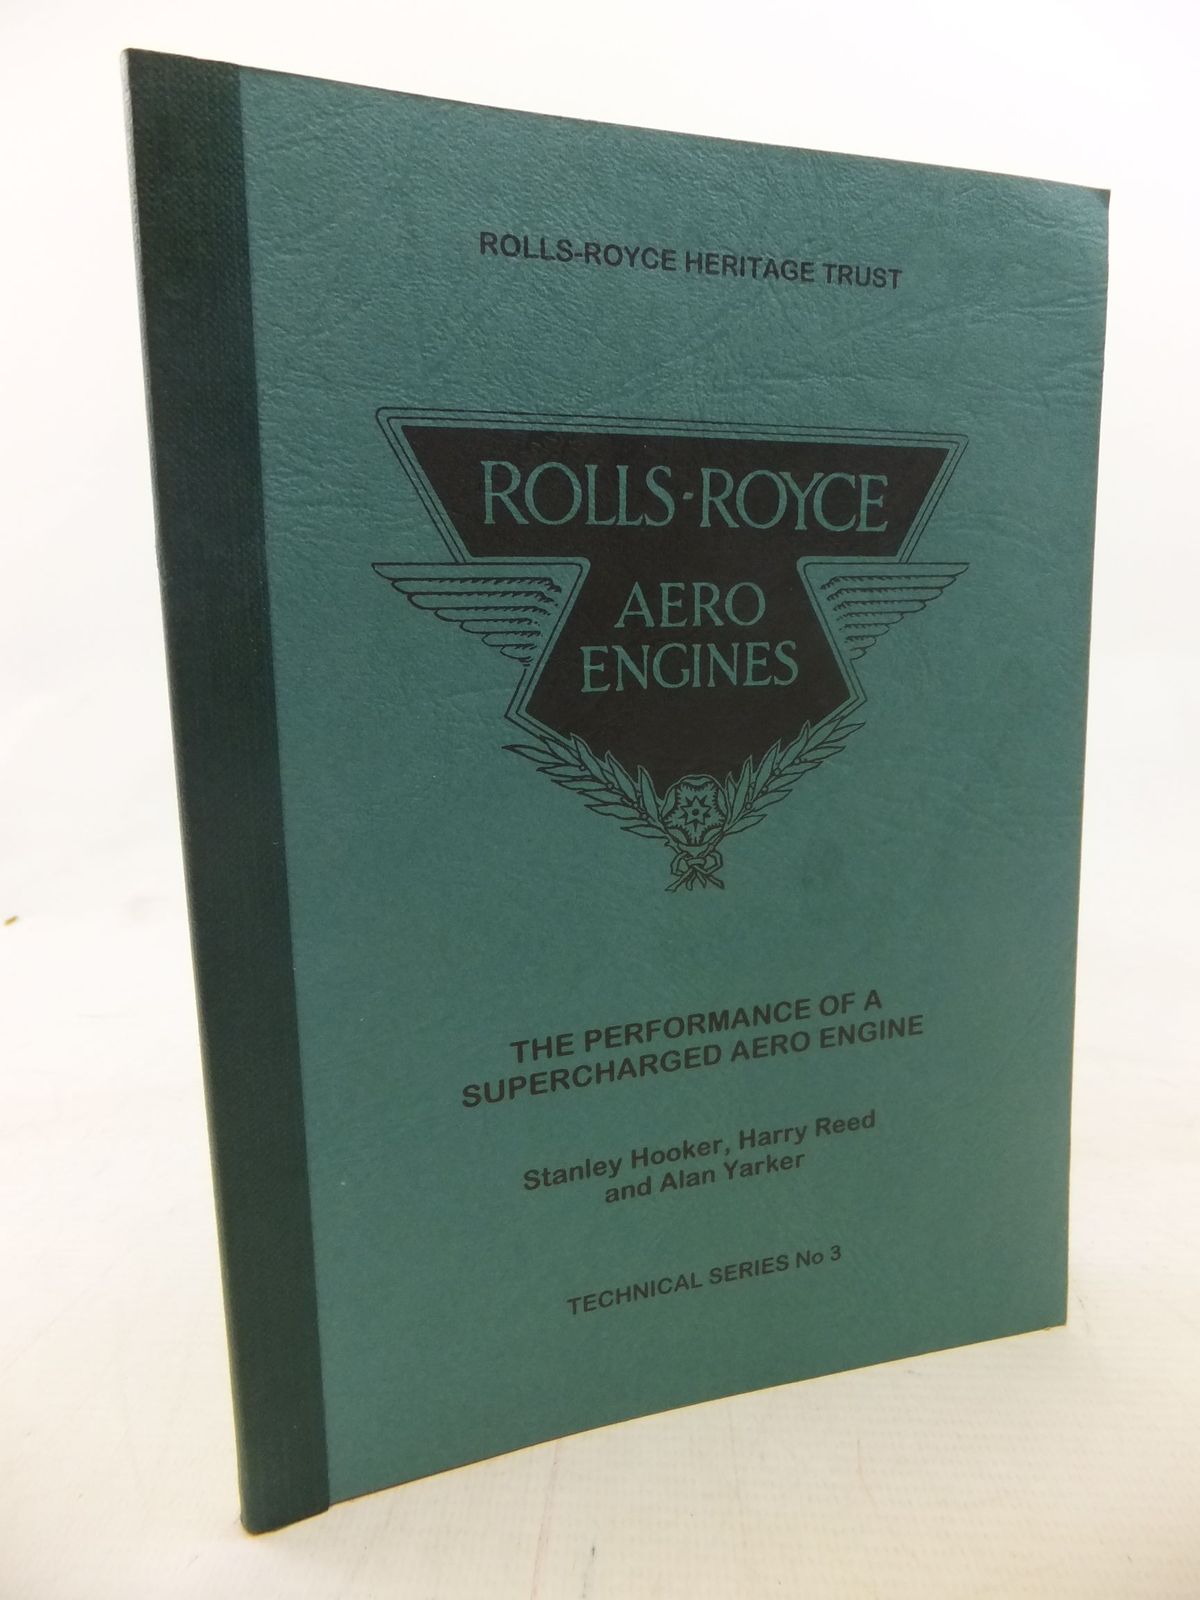 ROLLS-ROYCE HERITAGE TRUST
ROLLS-ROYCE
AERO
ENGINES
THE PERFORMANCE OF A
SUPERCHARGED AERO ENGINE
Stanley Hooker, Harry Reed
and Alan Yarker
TECHNICAL SERIES No 3